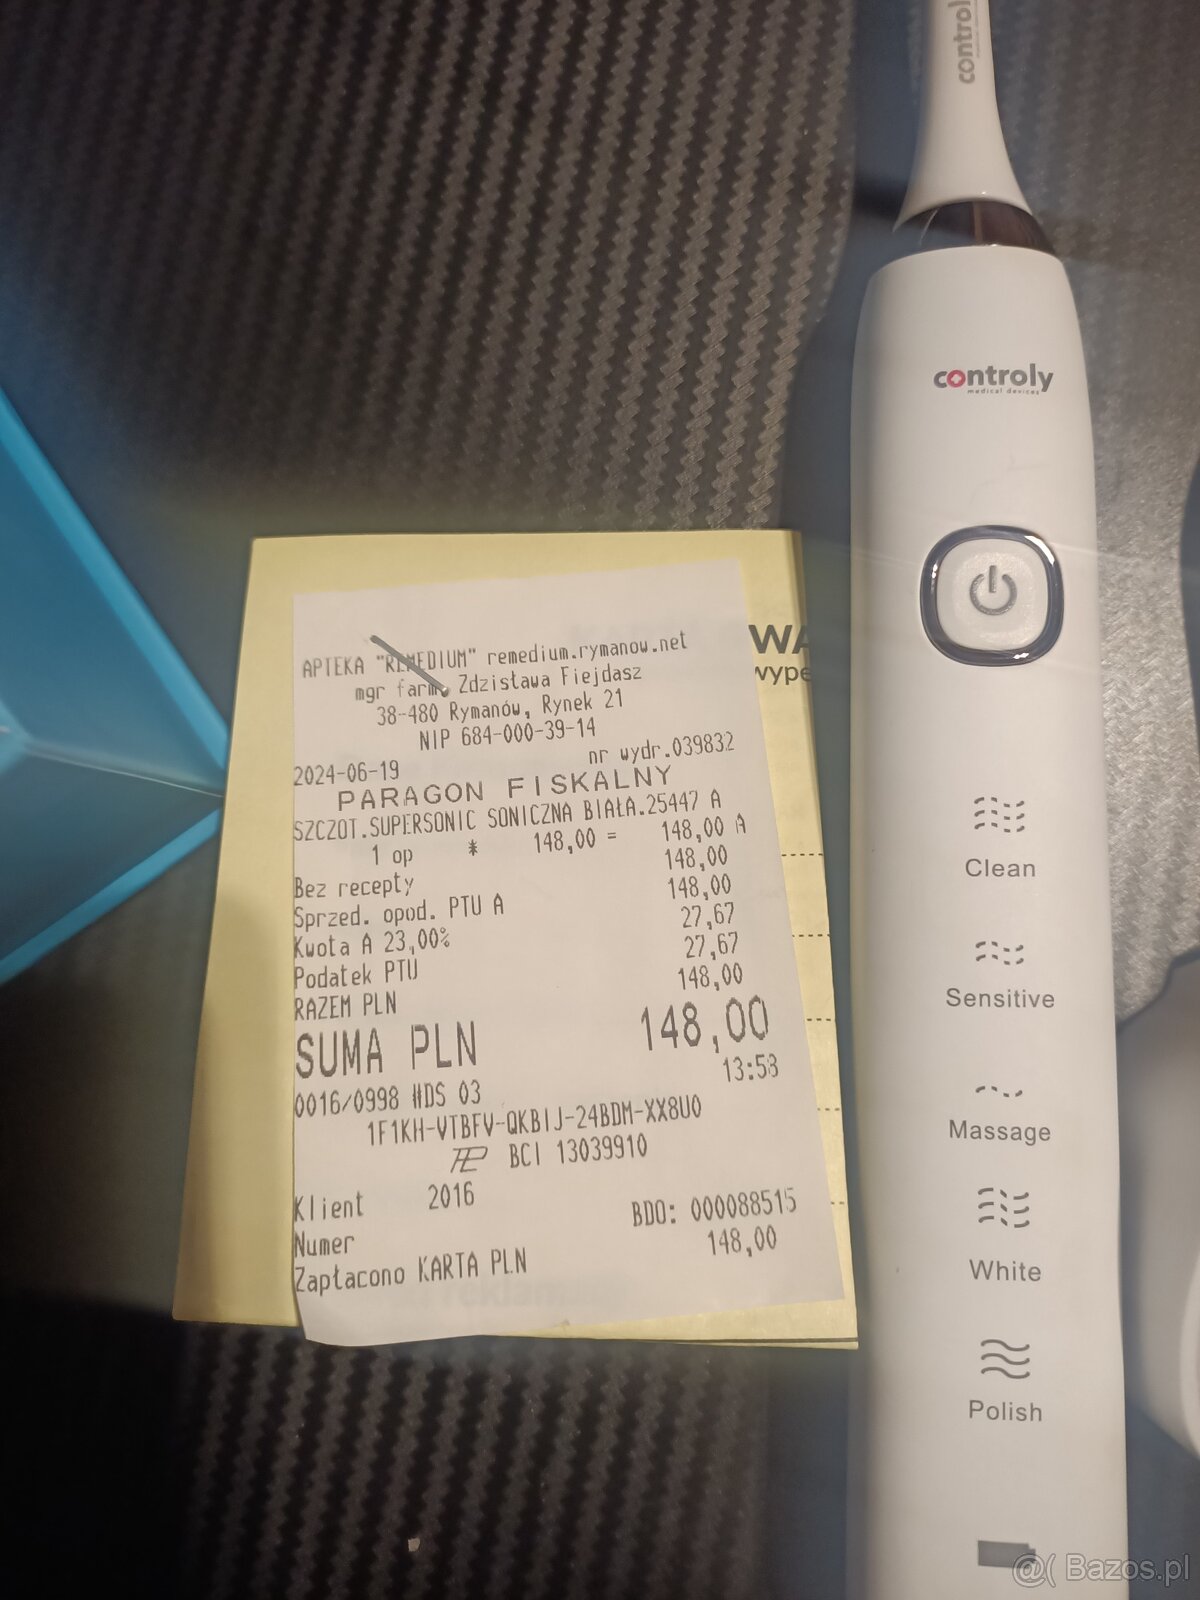 controly
controly
medical devices
WA
wype
APTEKA "REMEDIUM" remedium.rymanow.net
mgr farm. Zdzisława Fiejdasz
38-480 Rymanów, Rynek 21
NIP 684-000-39-14
2024-06-19 nr wydr.039832
PARAGON FISKALNY
SZCZOT.SUPERSONIC SONICZNA BIAŁA.25447 A
1 op * 148,00 = 148,00 A
Bez recepty 148,00
Sprzed. opod. PTU A 148,00
Kwota A 23,00% 27,67
Podatek PTU 27,67
RAZEM PLN 148,00
SUMA PLN 148,00
0016/0998 #DS 03 13:53
1F1KH-VTBFV-QKBIJ-24BDM-XX8U0
BCI 13039910
Klient 2016
Numer BDO: 000088515
Zapłacono KARTA PLN 148,00
Clean
Sensitive
Massage
White
Polish
@( Bazos.pl